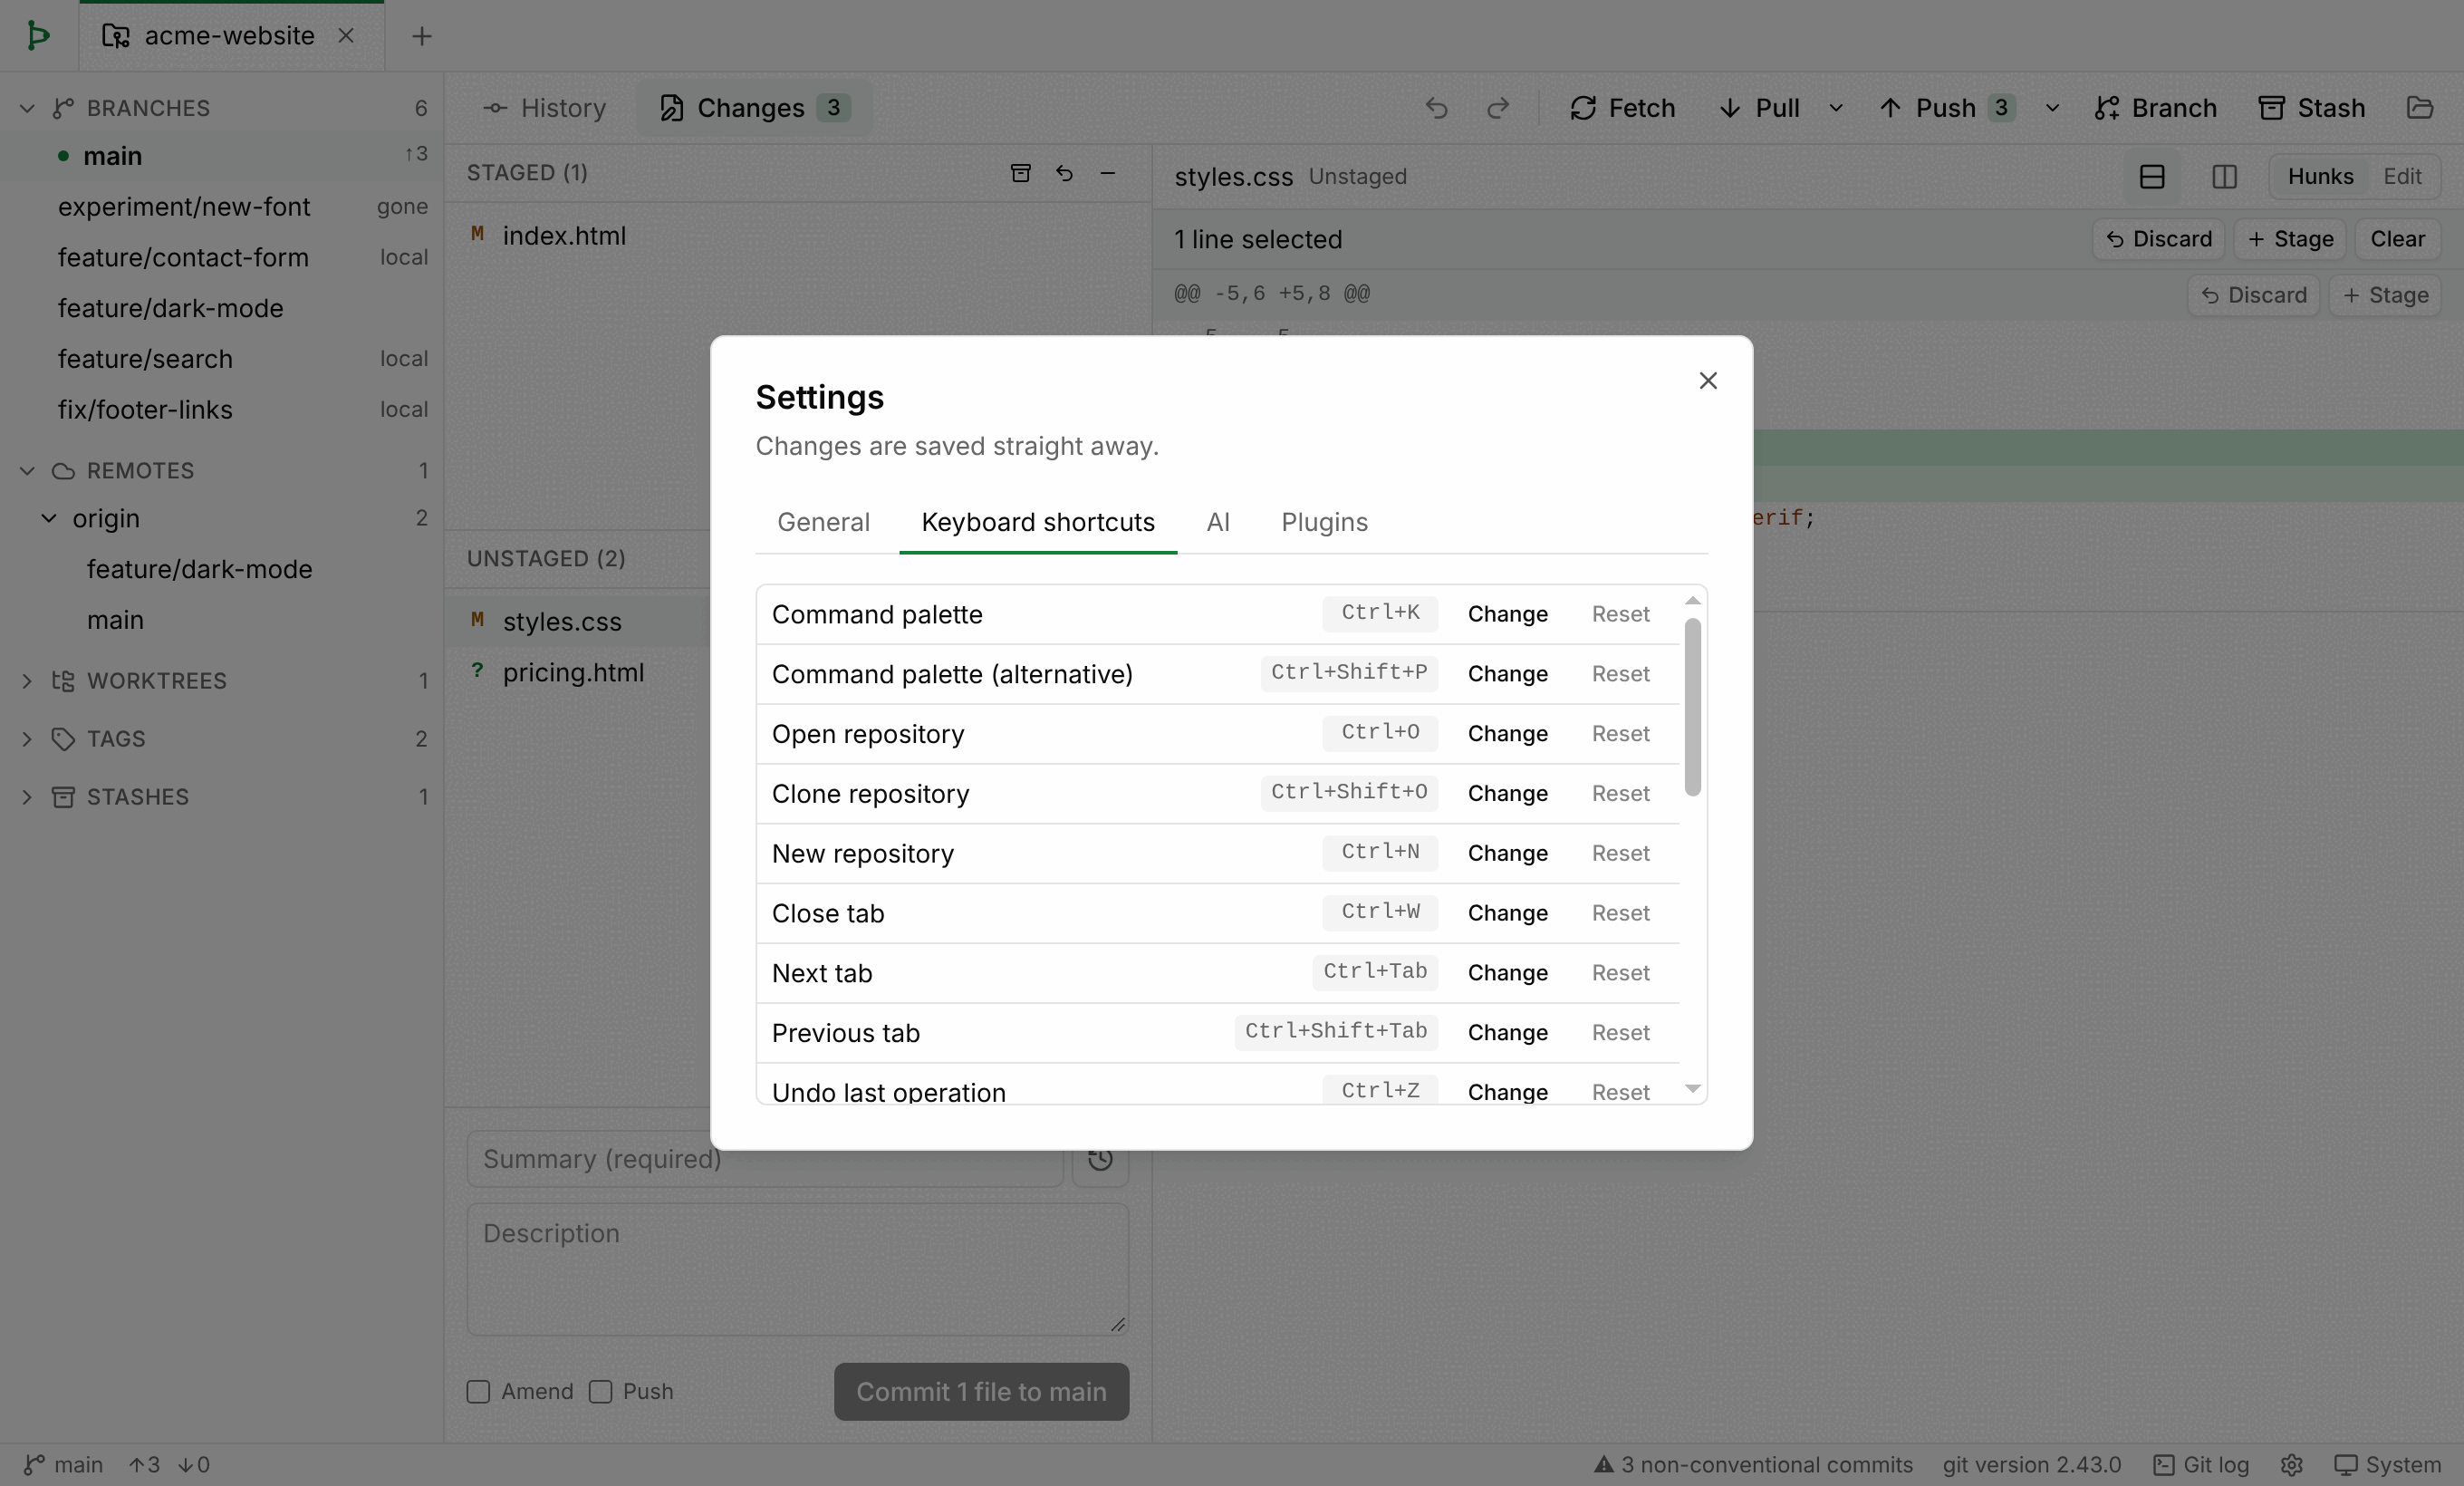 acme-website
BRANCHES 6
main ↑3
experiment/new-font gone
feature/contact-form local
feature/dark-mode
feature/search local
fix/footer-links local
REMOTES 1
origin 2
feature/dark-mode
main
WORKTREES 1
TAGS 2
STASHES 1
History Changes 3
Fetch Pull Push 3 Branch Stash
STAGED (1)
M index.html
UNSTAGED (2)
M styles.css
? pricing.html
styles.css Unstaged Hunks Edit
1 line selected Discard + Stage Clear
@@ -5,6 +5,8 @@ Discard + Stage
5 5
erif;
Settings
Changes are saved straight away.
General Keyboard shortcuts AI Plugins
Command palette Ctrl+K Change Reset
Command palette (alternative) Ctrl+Shift+P Change Reset
Open repository Ctrl+O Change Reset
Clone repository Ctrl+Shift+O Change Reset
New repository Ctrl+N Change Reset
Close tab Ctrl+W Change Reset
Next tab Ctrl+Tab Change Reset
Previous tab Ctrl+Shift+Tab Change Reset
Undo last operation Ctrl+Z Change Reset
Summary (required)
Description
Amend Push Commit 1 file to main
main ↑3 ↓0 3 non-conventional commits git version 2.43.0 Git log System